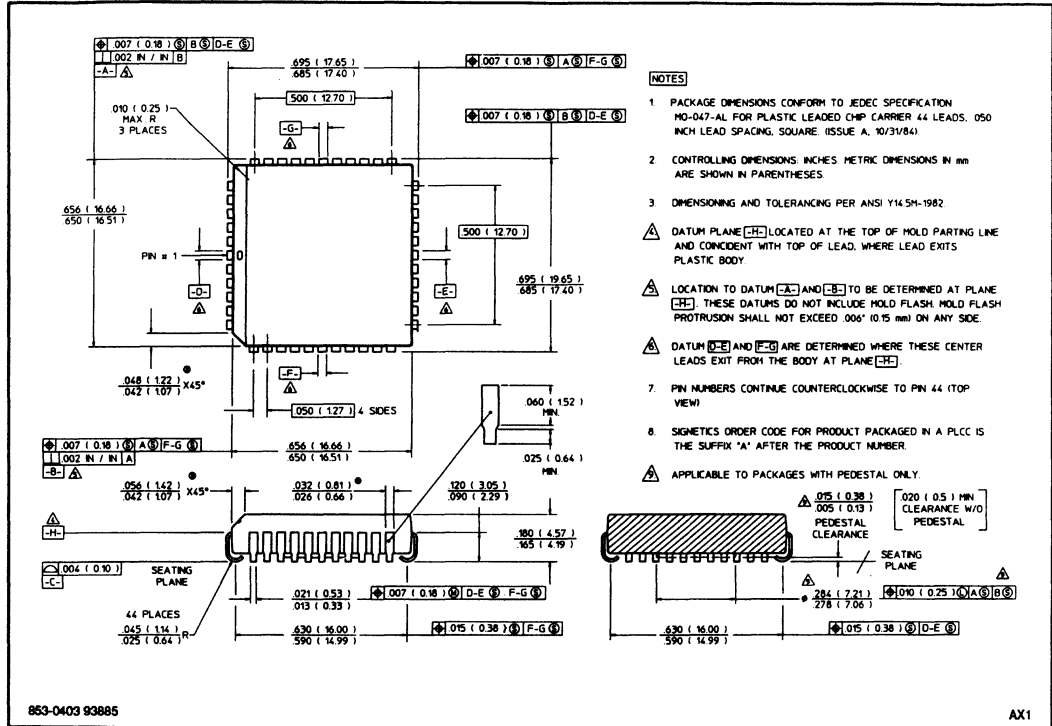 ⌖ .007 ( 0.18 ) Ⓢ B Ⓢ D-E Ⓢ
⊥ .002 IN / IN B
-A- 5
.695 ( 17.65 )
.685 ( 17.40 )
⌖ .007 ( 0.18 ) Ⓢ A Ⓢ F-G Ⓢ
.500 ( 12.70 )
⌖ .007 ( 0.18 ) Ⓢ B Ⓢ D-E Ⓢ
.010 ( 0.25 )
MAX R
3 PLACES
-G-
6
.656 ( 16.66 )
.650 ( 16.51 )
.500 ( 12.70 )
PIN # 1
-D-
6
-E-
6
.695 ( 19.65 )
.685 ( 17.40 )
.048 ( 1.22 )
.042 ( 1.07 ) X45°
-F-
6
.050 ( 1.27 ) 4 SIDES
.060 ( 1.52 )
MIN.
.025 ( 0.64 )
MIN.
⌖ .007 ( 0.18 ) Ⓢ A Ⓢ F-G Ⓢ
⊥ .002 IN / IN A
-B- 5
.656 ( 16.66 )
.650 ( 16.51 )
.056 ( 1.42 )
.042 ( 1.07 ) X45°
.032 ( 0.81 )
.026 ( 0.66 )
.120 ( 3.05 )
.090 ( 2.29 )
4
-H-
.180 ( 4.57 )
.165 ( 4.19 )
⌓ .004 ( 0.10 )
-C-
SEATING
PLANE
44 PLACES
.045 ( 1.14 )
.025 ( 0.64 ) R
.021 ( 0.53 )
.013 ( 0.33 )
⌖ .007 ( 0.18 ) Ⓜ D-E Ⓢ F-G Ⓢ
.630 ( 16.00 )
.590 ( 14.99 )
⌖ .015 ( 0.38 ) Ⓢ F-G Ⓢ
NOTES
1. PACKAGE DIMENSIONS CONFORM TO JEDEC SPECIFICATION
MO-047-AL FOR PLASTIC LEADED CHIP CARRIER 44 LEADS, .050
INCH LEAD SPACING, SQUARE. (ISSUE A, 10/31/84).
2. CONTROLLING DIMENSIONS: INCHES. METRIC DIMENSIONS IN mm
ARE SHOWN IN PARENTHESES.
3. DIMENSIONING AND TOLERANCING PER ANSI Y14.5M-1982.
4 DATUM PLANE -H- LOCATED AT THE TOP OF MOLD PARTING LINE
AND COINCIDENT WITH TOP OF LEAD, WHERE LEAD EXITS
PLASTIC BODY.
5 LOCATION TO DATUM -A- AND -B- TO BE DETERMINED AT PLANE
-H-. THESE DATUMS DO NOT INCLUDE MOLD FLASH. MOLD FLASH
PROTRUSION SHALL NOT EXCEED .006" (0.15 mm) ON ANY SIDE.
6 DATUM D-E AND F-G ARE DETERMINED WHERE THESE CENTER
LEADS EXIT FROM THE BODY AT PLANE -H-.
7. PIN NUMBERS CONTINUE COUNTERCLOCKWISE TO PIN 44 (TOP
VIEW)
8. SIGNETICS ORDER CODE FOR PRODUCT PACKAGED IN A PLCC IS
THE SUFFIX "A" AFTER THE PRODUCT NUMBER.
9 APPLICABLE TO PACKAGES WITH PEDESTAL ONLY.
9 .015 ( 0.38 )
.005 ( 0.13 )
PEDESTAL
CLEARANCE
.020 ( 0.5 ) MIN
CLEARANCE W/O
PEDESTAL
SEATING
PLANE
9
.284 ( 7.21 )
.278 ( 7.06 )
9
⌖ .010 ( 0.25 ) Ⓛ A Ⓢ B Ⓢ
.630 ( 16.00 )
.590 ( 14.99 )
⌖ .015 ( 0.38 ) Ⓢ D-E Ⓢ
853-0403 93885
AX1